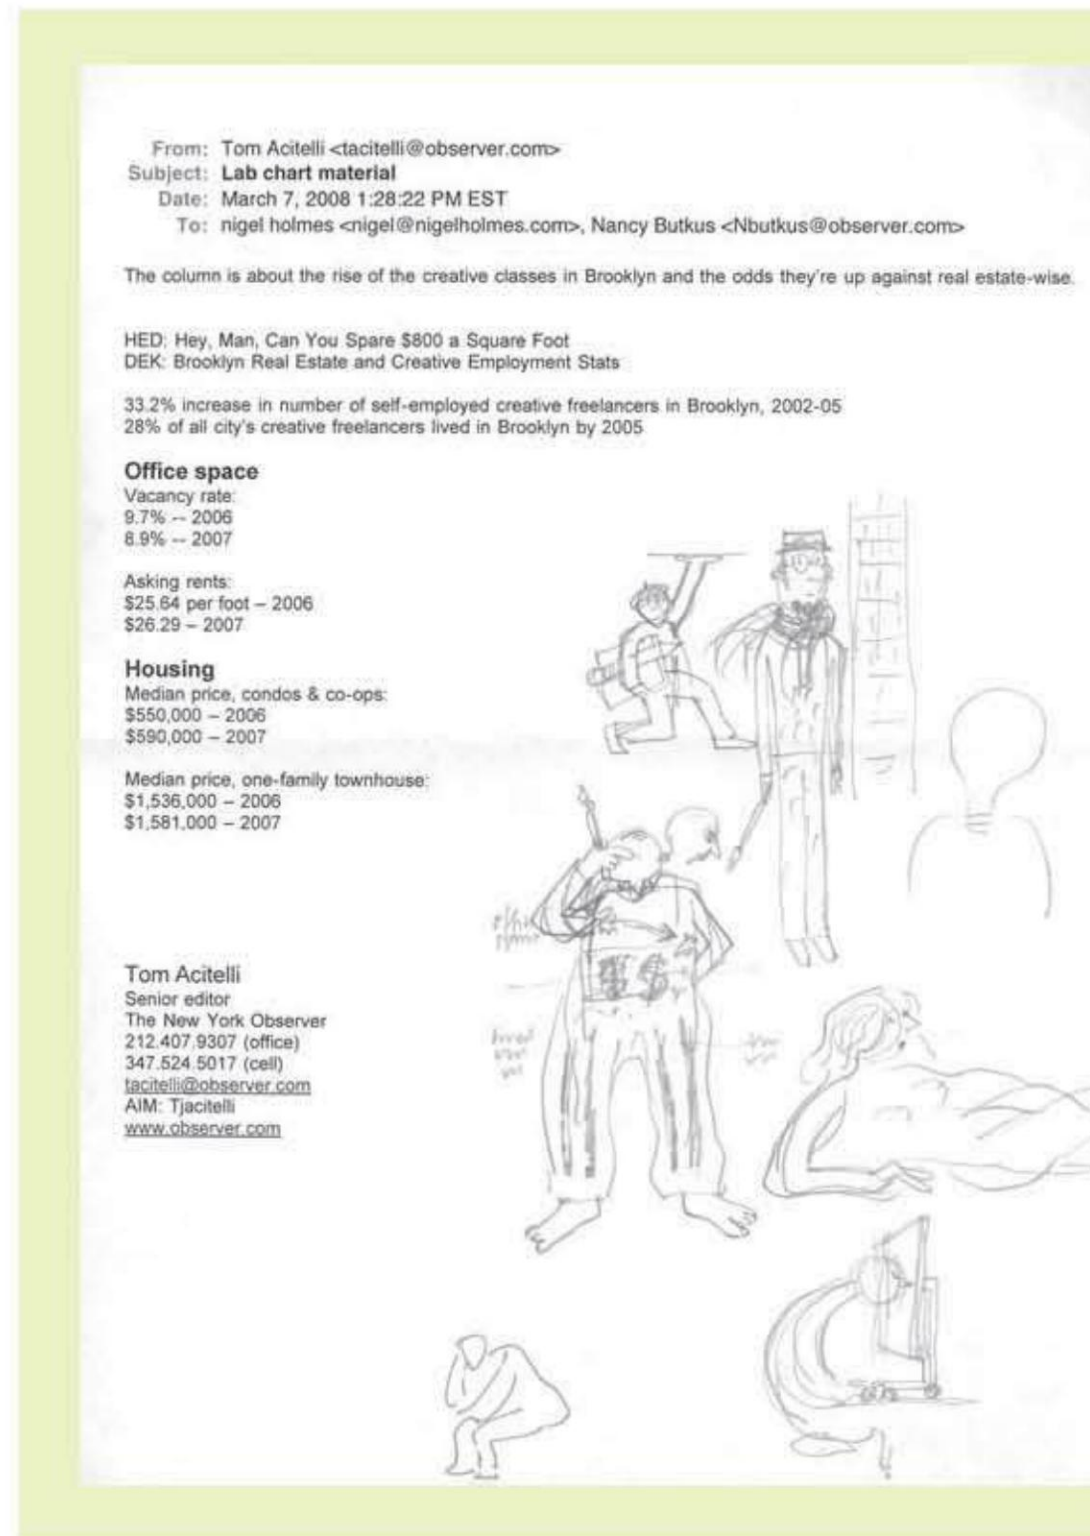 From: Tom Acitelli <tacitelli@observer.com>
Subject: Lab chart material
Date: March 7, 2008 1:28:22 PM EST
To: nigel holmes <nigel@nigelholmes.com>, Nancy Butkus <Nbutkus@observer.com>
The column is about the rise of the creative classes in Brooklyn and the odds they're up against real estate-wise.
HED: Hey, Man, Can You Spare $800 a Square Foot
DEK: Brooklyn Real Estate and Creative Employment Stats
33.2% increase in number of self-employed creative freelancers in Brooklyn, 2002-05
28% of all city's creative freelancers lived in Brooklyn by 2005
Office space
Vacancy rate:
9.7% -- 2006
8.9% -- 2007
Asking rents:
$25.64 per foot – 2006
$26.29 – 2007
Housing
Median price, condos & co-ops:
$550,000 – 2006
$590,000 – 2007
Median price, one-family townhouse:
$1,536,000 – 2006
$1,581,000 – 2007
Tom Acitelli
Senior editor
The New York Observer
212.407.9307 (office)
347.524.5017 (cell)
tacitelli@observer.com
AIM: Tjacitelli
www.observer.com